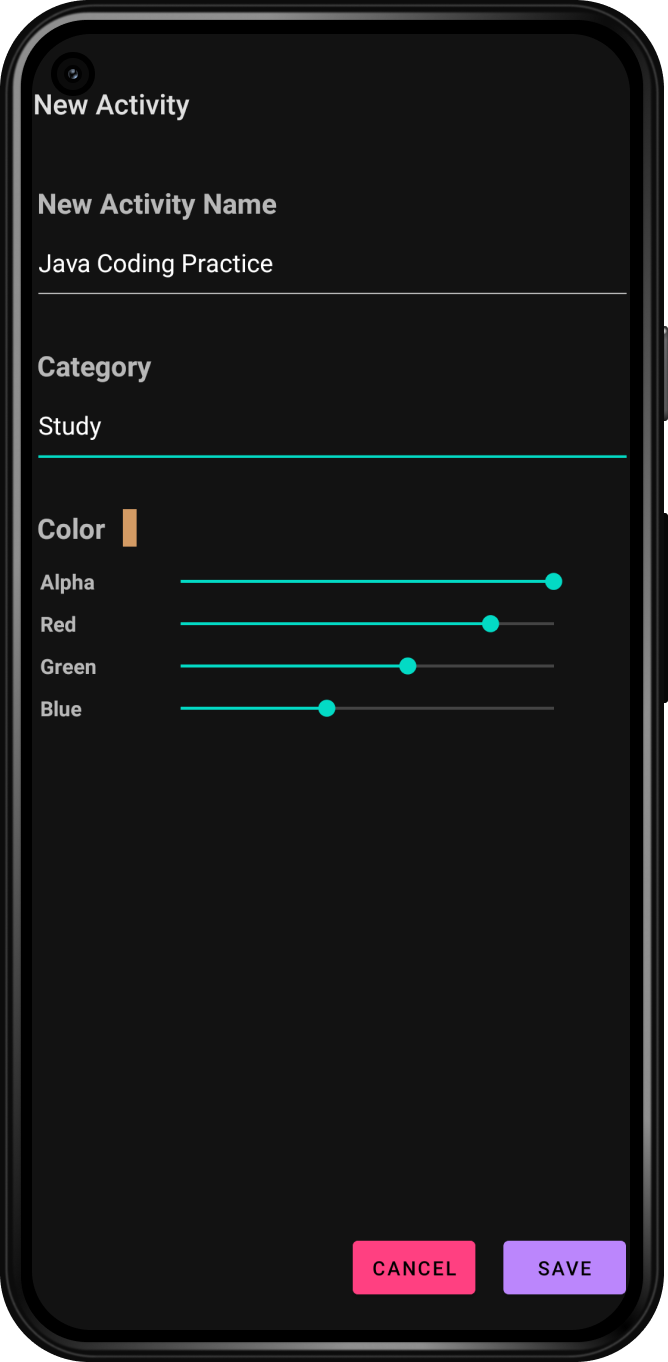 New Activity
New Activity Name
Java Coding Practice
Category
Study
Color
Alpha
Red
Green
Blue
CANCEL SAVE